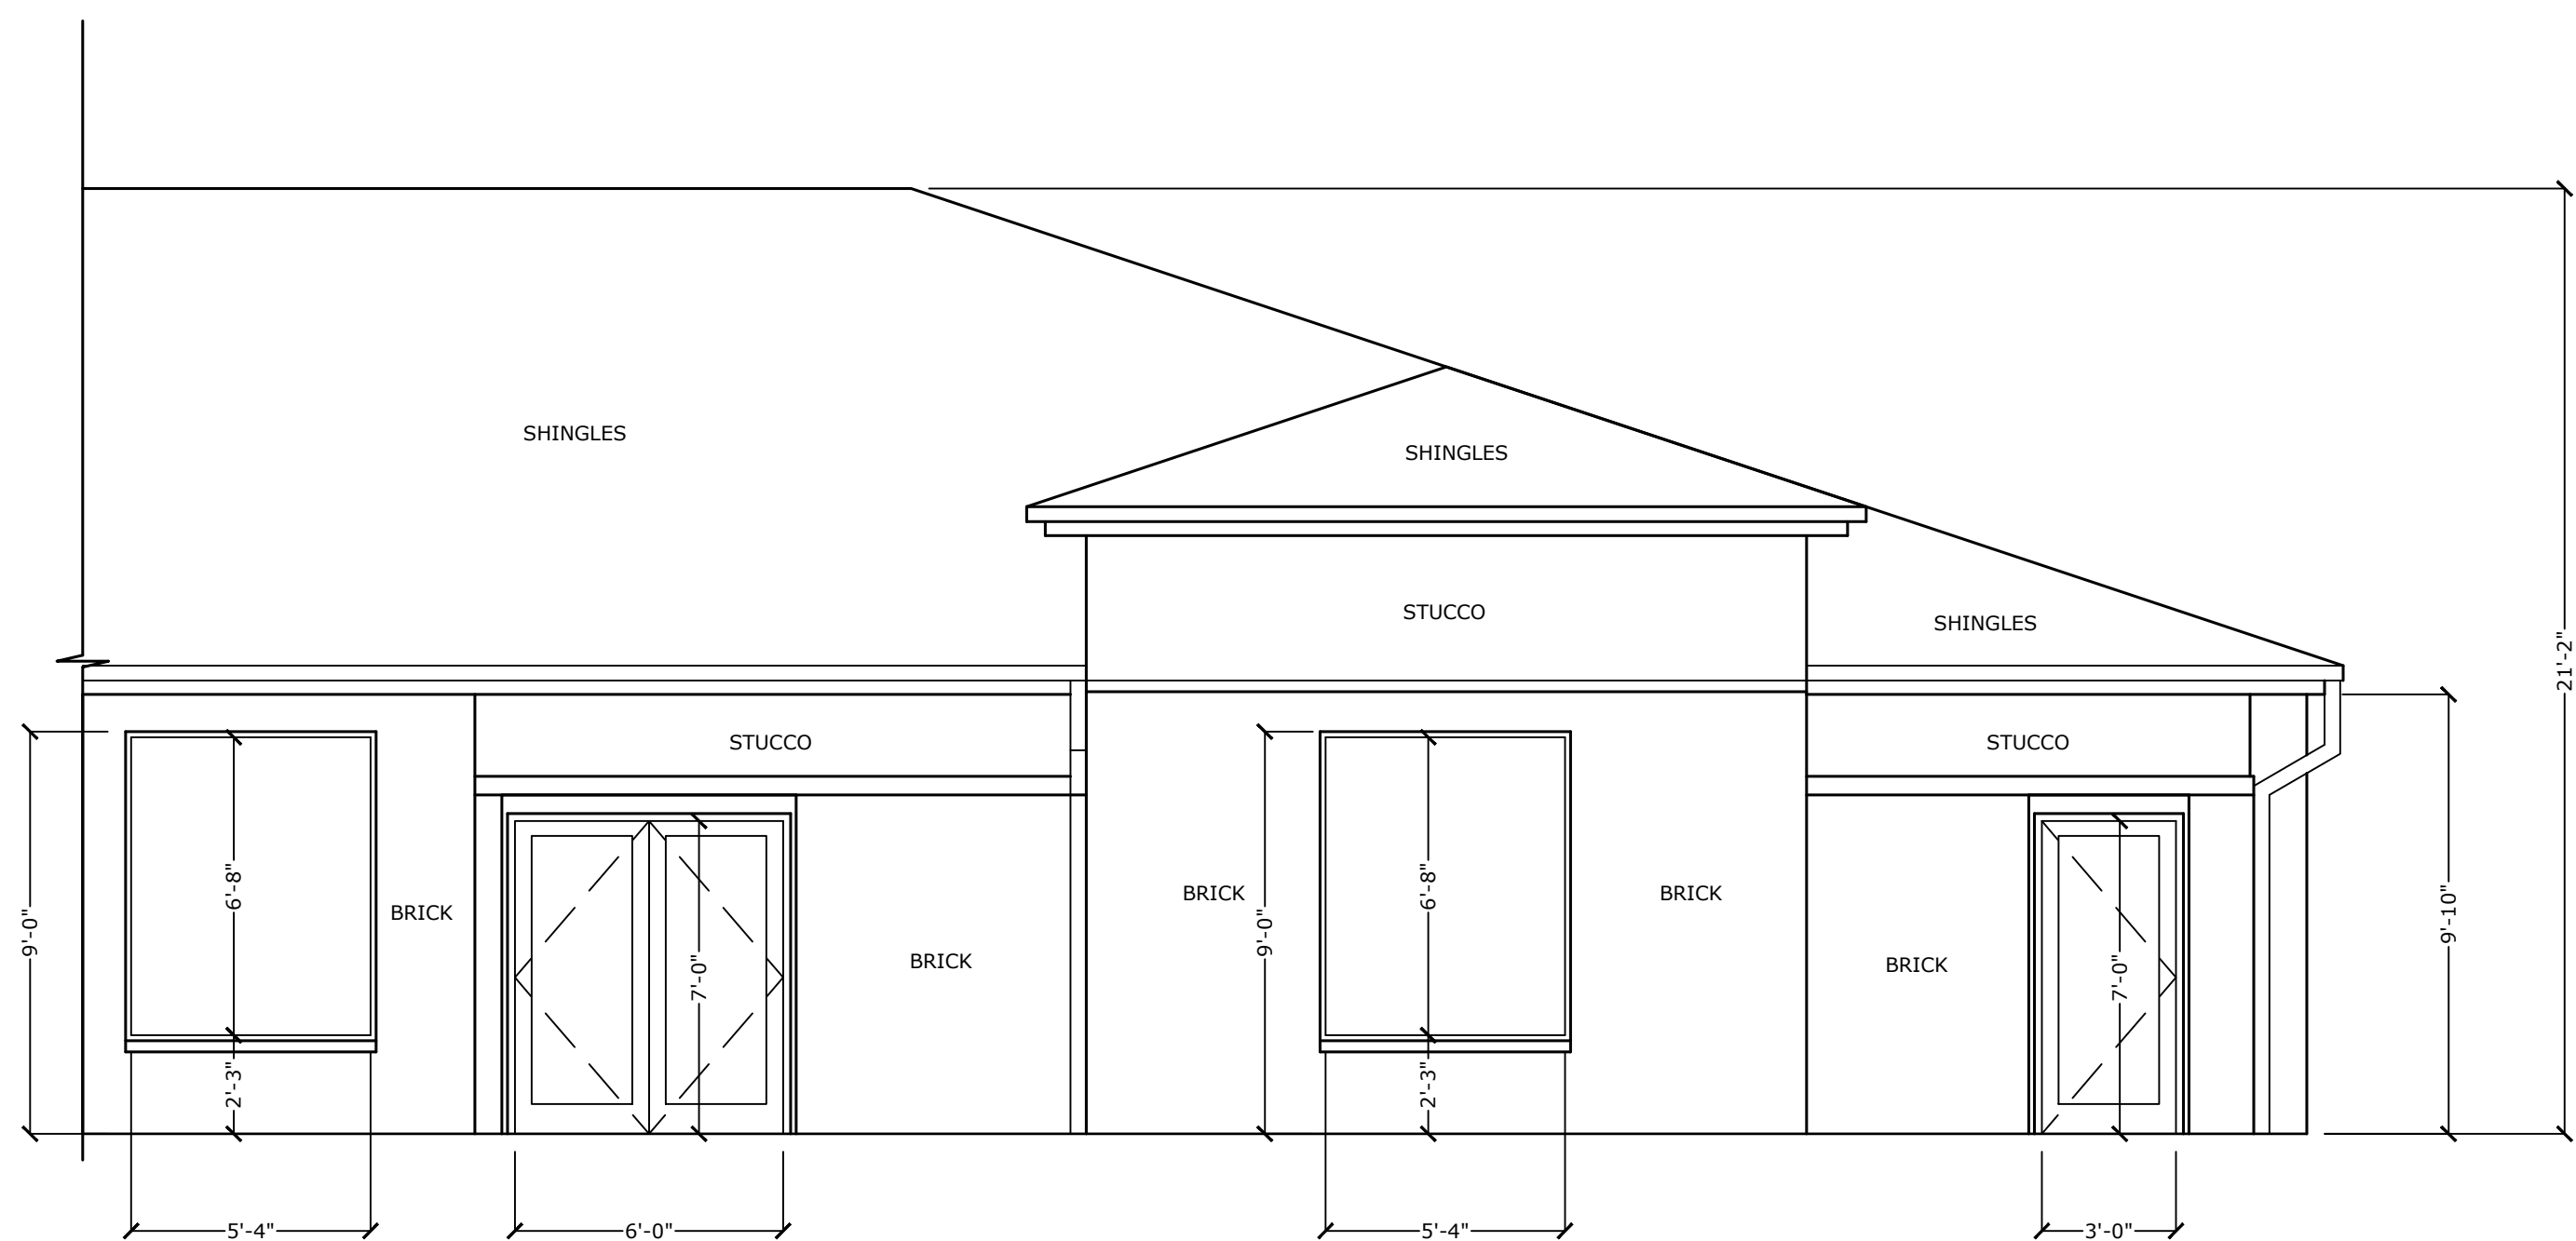 SHINGLES
SHINGLES
STUCCO
SHINGLES
21'-2"
STUCCO
STUCCO
6'-8"
6'-8"
BRICK
BRICK
BRICK
9'-0"
9'-0"
9'-10"
BRICK
BRICK
7'-0"
7'-0"
2'-3"
2'-3"
5'-4"
6'-0"
5'-4"
3'-0"